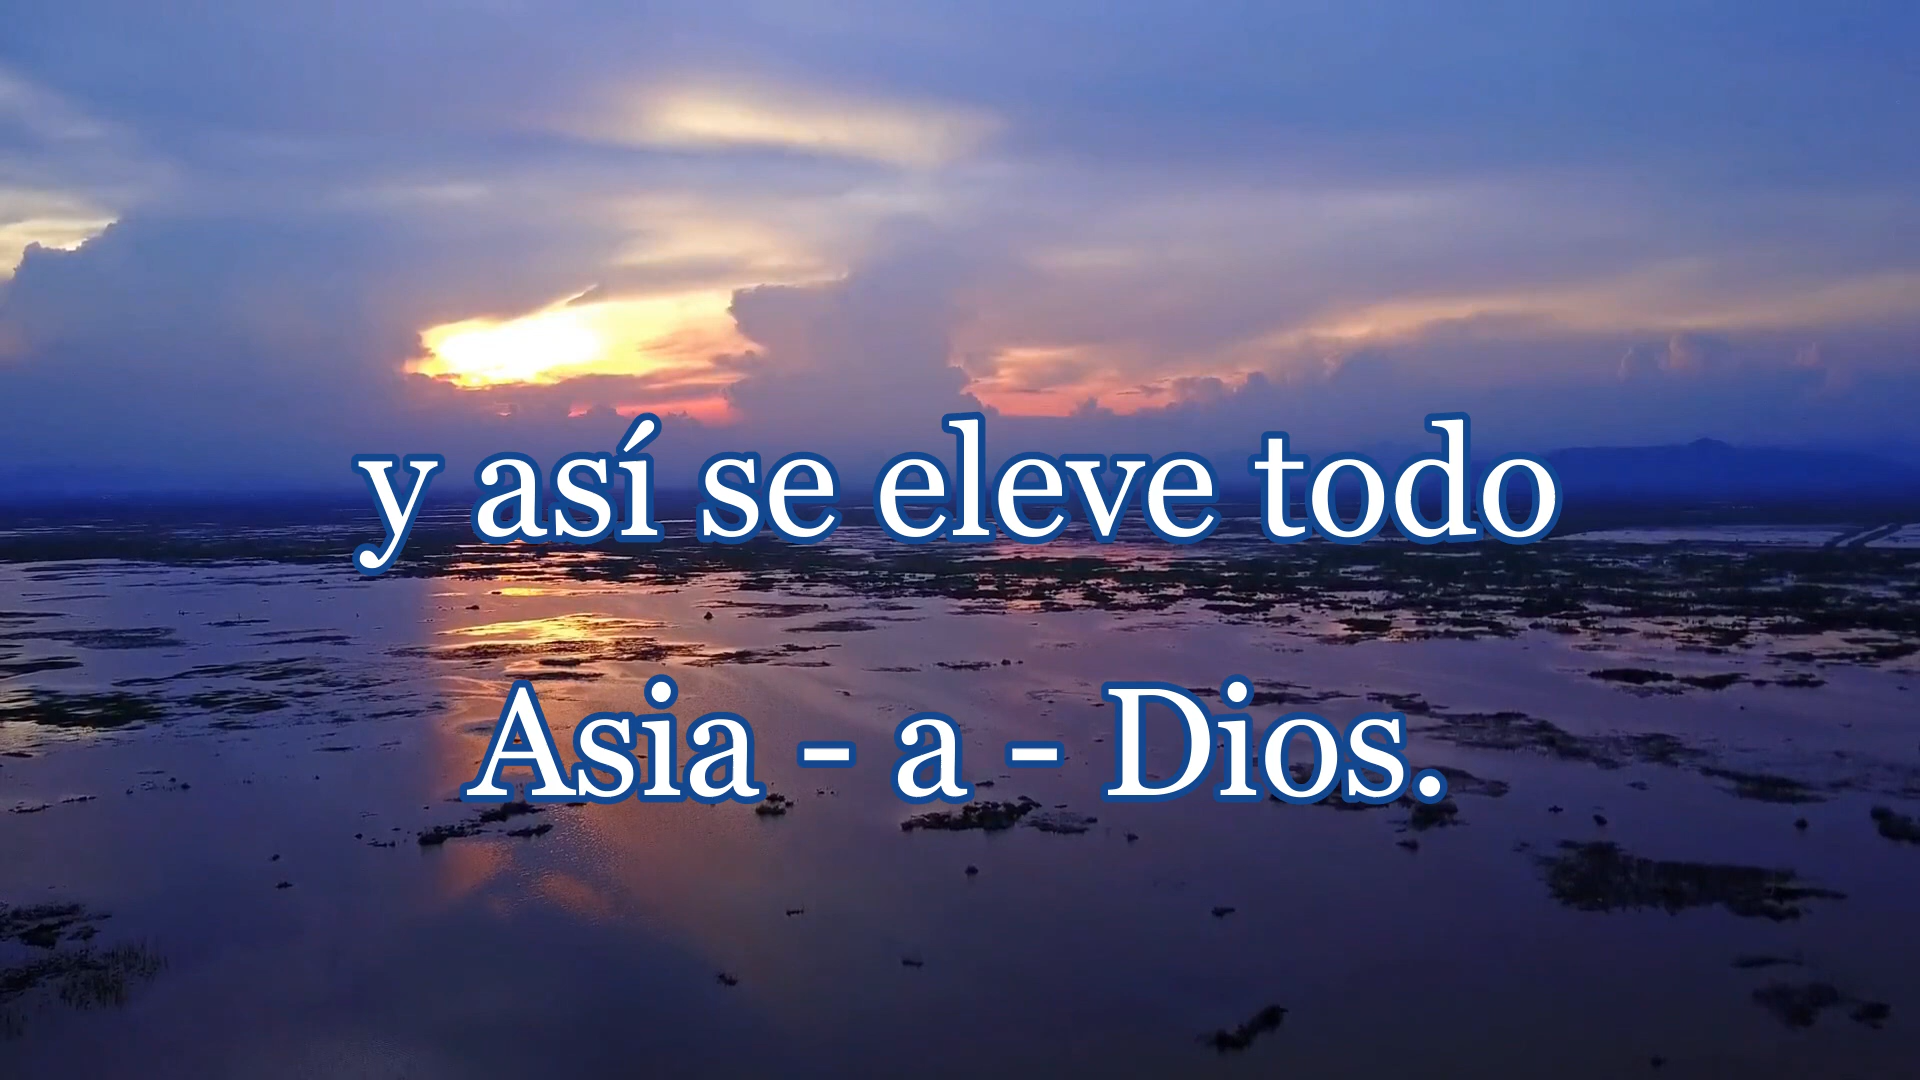 y así se eleve todo
Asia - a - Dios.